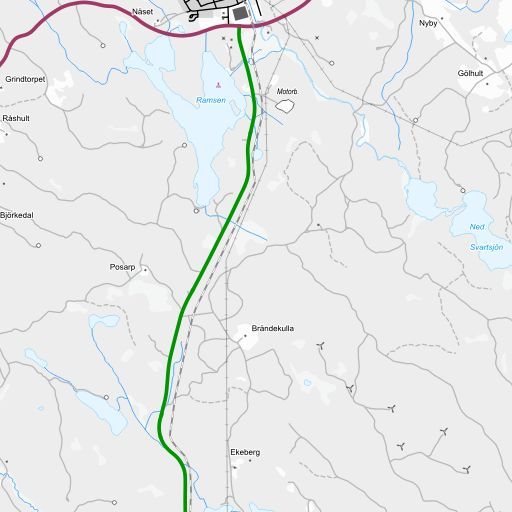 Näset
Nyby
Gölhult
Grindtorpet
Motorb.
Ramsen
Råshult
Björkedal
Ned.
Svartsjön
Posarp
Brändekulla
Ekeberg